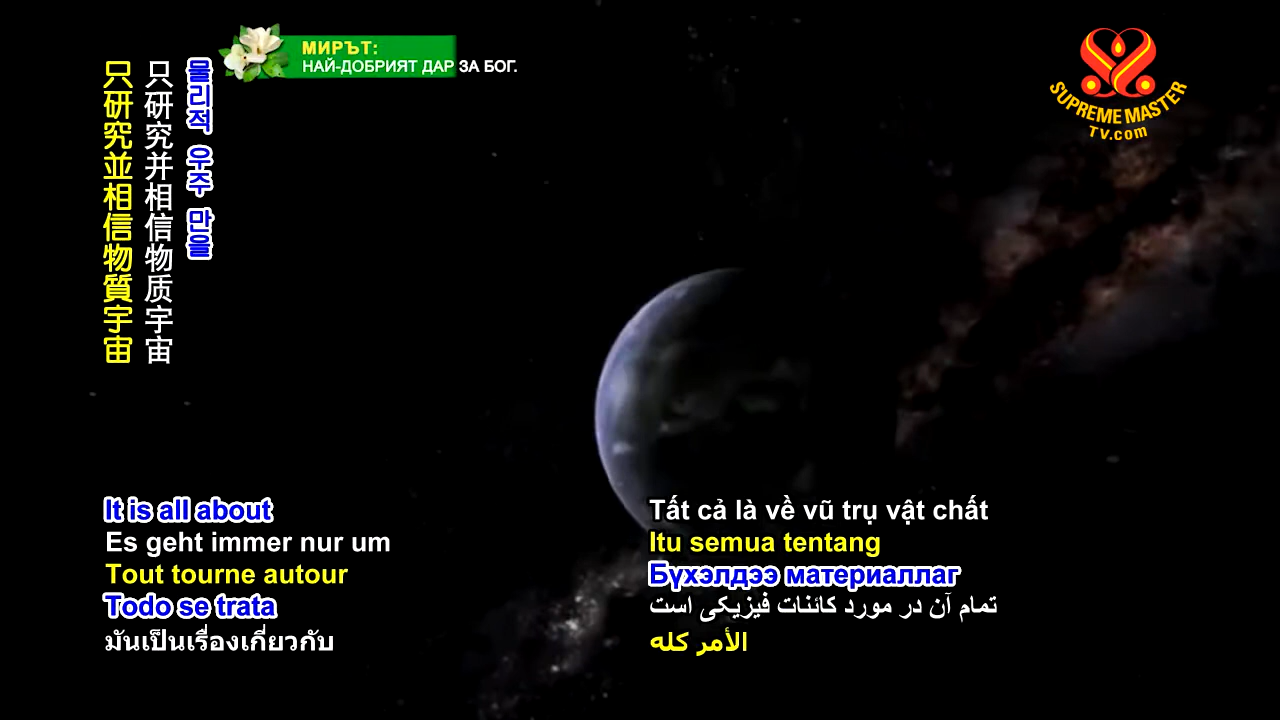 МИРЪТ:
НАЙ-ДОБРИЯТ ДАР ЗА БОГ.
SUPREME MASTER
TV.com
只研究並相信物質宇宙
只研究并相信物质宇宙
물리적 우주 만을
It is all about
Es geht immer nur um
Tout tourne autour
Todo se trata
มันเป็นเรื่องเกี่ยวกับ
Tất cả là về vũ trụ vật chất
Itu semua tentang
Бүхэлдээ материаллаг
تمام آن در مورد کائنات فیزیکی است
الأمر كله